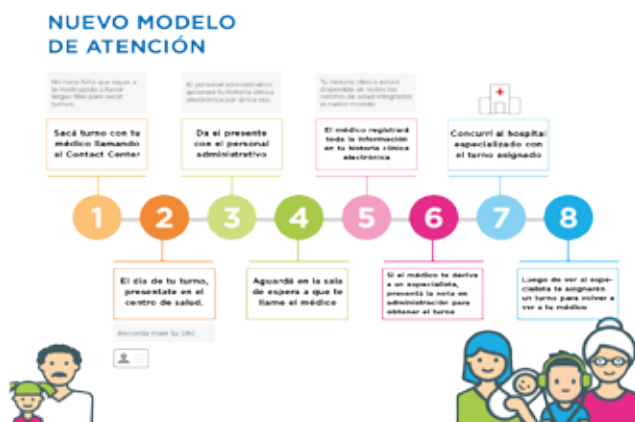 NUEVO MODELO
DE ATENCIÓN
No hace falta que vayas a
la madrugada a hacer
largas filas para sacar
turnos.
El personal administrativo
generará tu historia clínica
electrónica por única vez.
Tu historia clínica estará
disponible en todos los
centros de salud integrados
al nuevo modelo
Sacá turno con tu
médico llamando
al Contact Center
Da el presente
con el personal
administrativo
El médico registrará
toda la información
en tu historia clínica
electrónica
Concurrí al hospital
especializado con
el turno asignado
1 2 3 4 5 6 7 8
El día de tu turno,
presentate en el
centro de salud.
Recordá traer tu DNI
Aguardá en la sala
de espera a que te
llame el médico
Si el médico te deriva
a un especialista,
presentá la nota en
administración para
obtener el turno
Luego de ver al espe-
cialista te asignarán
un turno para volver a
ver a tu médico